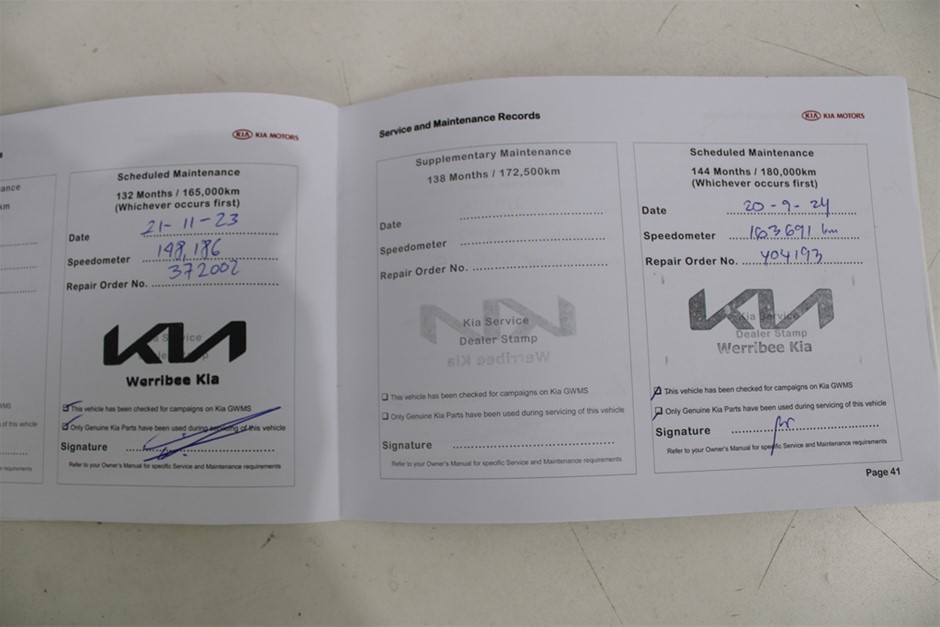 KIA KIA MOTORS
Scheduled Maintenance
132 Months / 165,000km
(Whichever occurs first)
Date 21-11-23
Speedometer 148,186
Repair Order No. 372002
KIA
Werribee Kia
This vehicle has been checked for campaigns on Kia GWMS
Only Genuine Kia Parts have been used during servicing of this vehicle
Signature
Refer to your Owner's Manual for specific Service and Maintenance requirements
Service and Maintenance Records
KIA KIA MOTORS
Supplementary Maintenance
138 Months / 172,500km
Date
Speedometer
Repair Order No.
Kia Service
Dealer Stamp
This vehicle has been checked for campaigns on Kia GWMS
Only Genuine Kia Parts have been used during servicing of this vehicle
Signature
Refer to your Owner's Manual for specific Service and Maintenance requirements
Scheduled Maintenance
144 Months / 180,000km
(Whichever occurs first)
Date 20-9-24
Speedometer 163691 km
Repair Order No. 404193
KIA
Kia Service
Dealer Stamp
Werribee Kia
This vehicle has been checked for campaigns on Kia GWMS
Only Genuine Kia Parts have been used during servicing of this vehicle
Signature
Refer to your Owner's Manual for specific Service and Maintenance requirements
Page 41